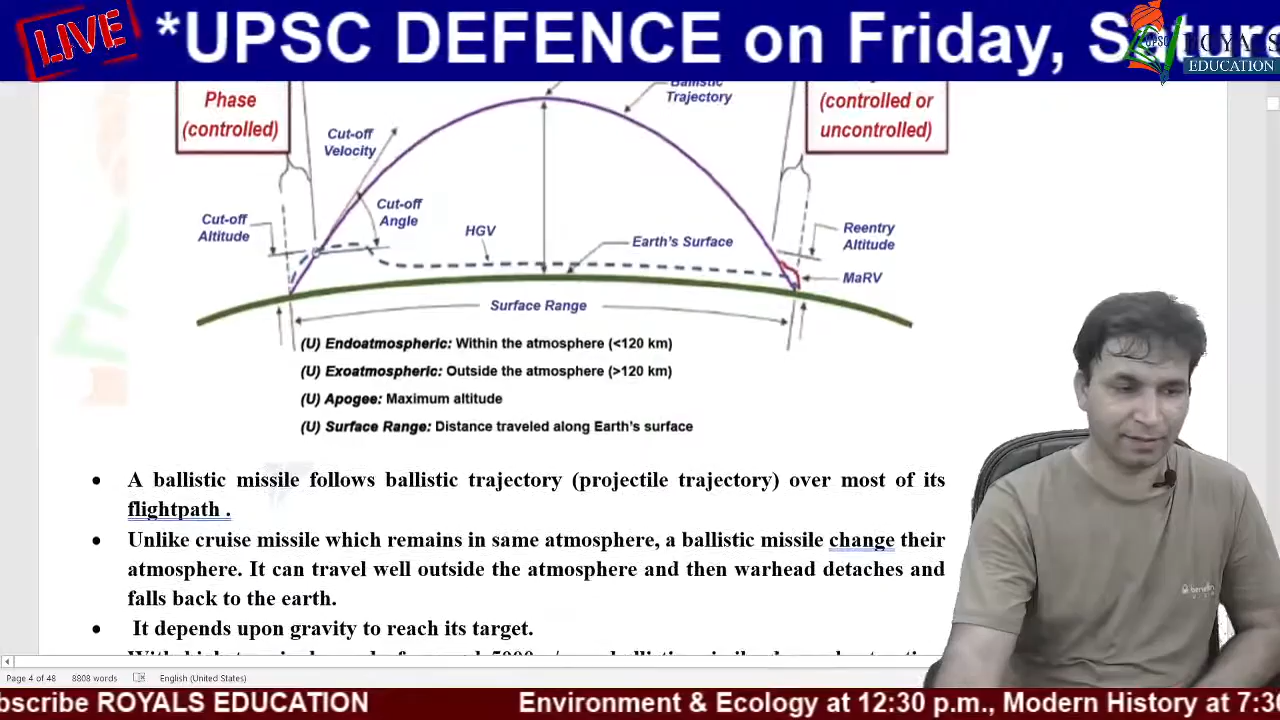 LIVE
*UPSC DEFENCE on Friday, S
UPSC ROYALS
EDUCATION
Phase
(controlled)
Trajectory
(controlled or
uncontrolled)
Cut-off
Velocity
Cut-off
Angle
Cut-off
Altitude
HGV
Earth's Surface
Reentry
Altitude
MaRV
Surface Range
(U) Endoatmospheric: Within the atmosphere (<120 km)
(U) Exoatmospheric: Outside the atmosphere (>120 km)
(U) Apogee: Maximum altitude
(U) Surface Range: Distance traveled along Earth's surface
• A ballistic missile follows ballistic trajectory (projectile trajectory) over most of its
flightpath .
• Unlike cruise missile which remains in same atmosphere, a ballistic missile change their
atmosphere. It can travel well outside the atmosphere and then warhead detaches and
falls back to the earth.
• It depends upon gravity to reach its target.
Page 4 of 48 8808 words English (United States)
bscribe ROYALS EDUCATION Environment & Ecology at 12:30 p.m., Modern History at 7:3